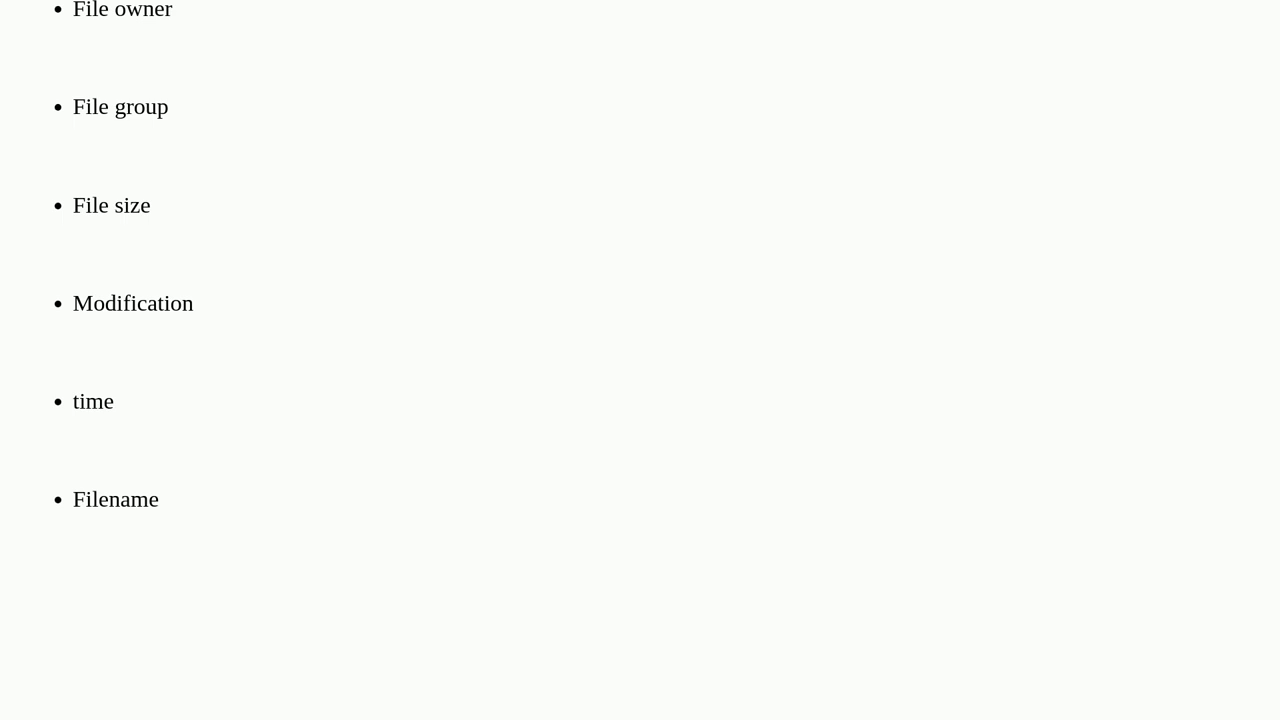 • File owner
• File group
• File size
• Modification
• time
• Filename